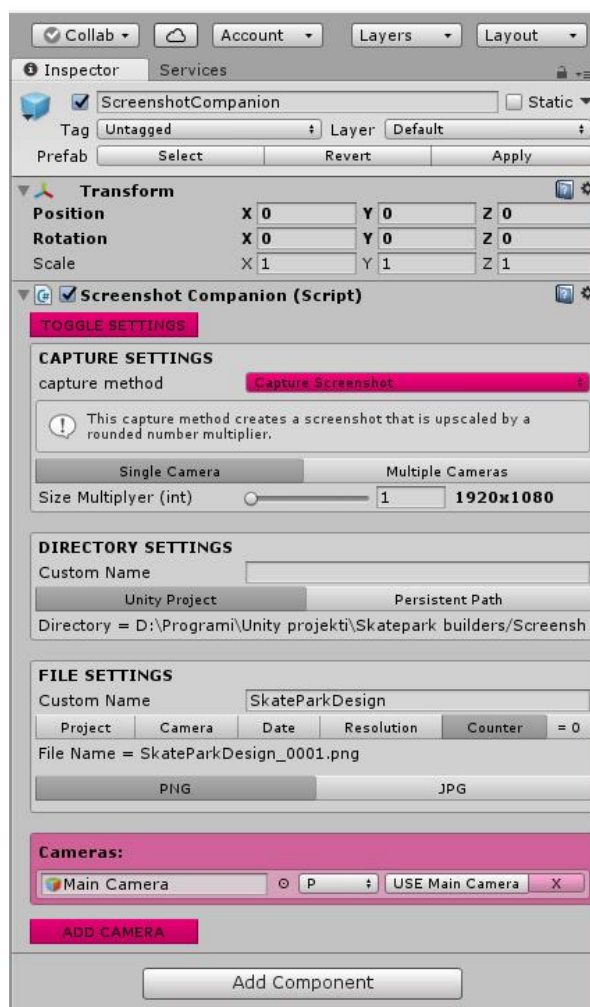 Collab Account Layers Layout
Inspector Services
ScreenshotCompanion Static
Tag Untagged Layer Default
Prefab Select Revert Apply
Transform
Position X 0 Y 0 Z 0
Rotation X 0 Y 0 Z 0
Scale X 1 Y 1 Z 1
Screenshot Companion (Script)
TOGGLE SETTINGS
CAPTURE SETTINGS
capture method Capture Screenshot
This capture method creates a screenshot that is upscaled by a
rounded number multiplier.
Single Camera Multiple Cameras
Size Multiplyer (int) 1 1920x1080
DIRECTORY SETTINGS
Custom Name
Unity Project Persistent Path
Directory = D:\Programi\Unity projekti\Skatepark builders/Screensh
FILE SETTINGS
Custom Name SkateParkDesign
Project Camera Date Resolution Counter = 0
File Name = SkateParkDesign_0001.png
PNG JPG
Cameras:
Main Camera P USE Main Camera X
ADD CAMERA
Add Component